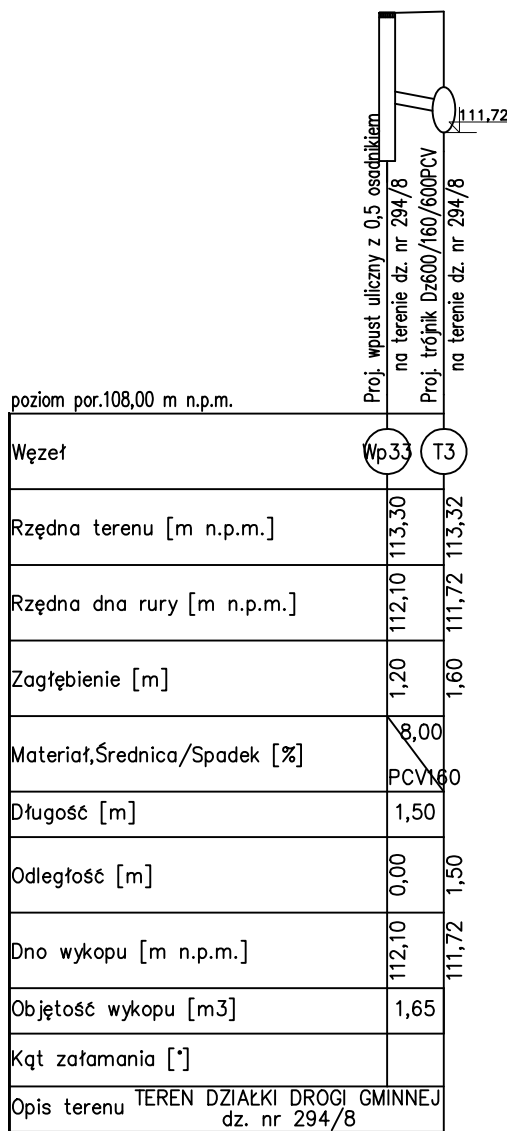 111,72
Proj. wpust uliczny z 0,5 osadnikiem
na terenie dz. nr 294/8
Proj. trójnik Dz600/160/600PCV
na terenie dz. nr 294/8
poziom por.108,00 m n.p.m.
Węzeł Wp33 T3
Rzędna terenu [m n.p.m.] 113,30 113,32
Rzędna dna rury [m n.p.m.] 112,10 111,72
Zagłębienie [m] 1,20 1,60
8,00
Materiał,Średnica/Spadek [%]
PCV160
Długość [m] 1,50
Odległość [m] 0,00 1,50
Dno wykopu [m n.p.m.] 112,10 111,72
Objętość wykopu [m3] 1,65
Kąt załamania [°]
Opis terenu TEREN DZIAŁKI DROGI GMINNEJ
dz. nr 294/8